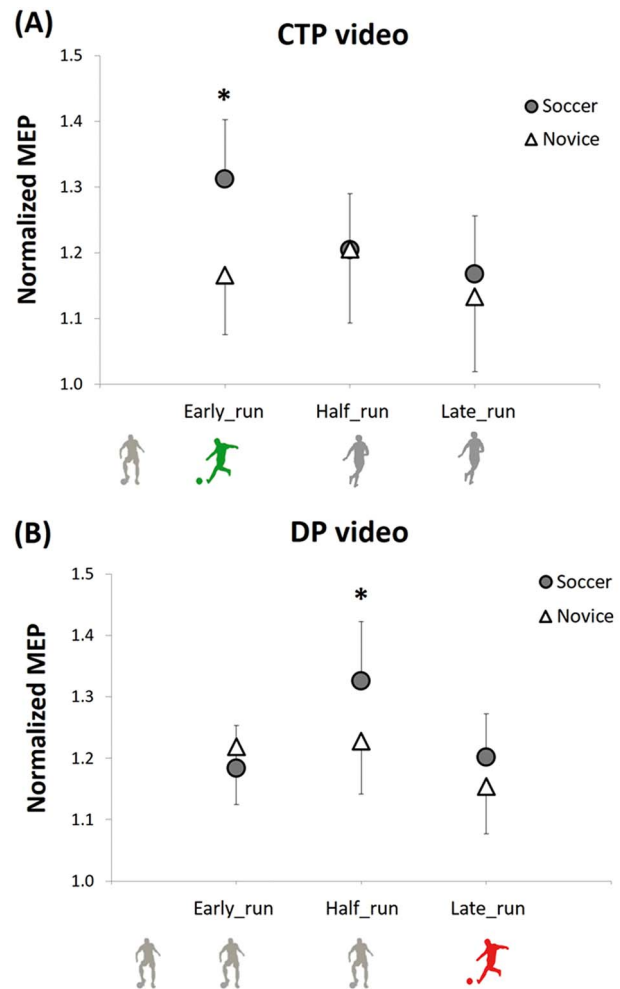 (A)
CTP video
1.5
1.4
1.3
1.2
1.1
1.0
Normalized MEP
*
Soccer
Novice
Early_run
Half_run
Late_run
(B)
DP video
1.5
1.4
1.3
1.2
1.1
1.0
Normalized MEP
*
Soccer
Novice
Early_run
Half_run
Late_run